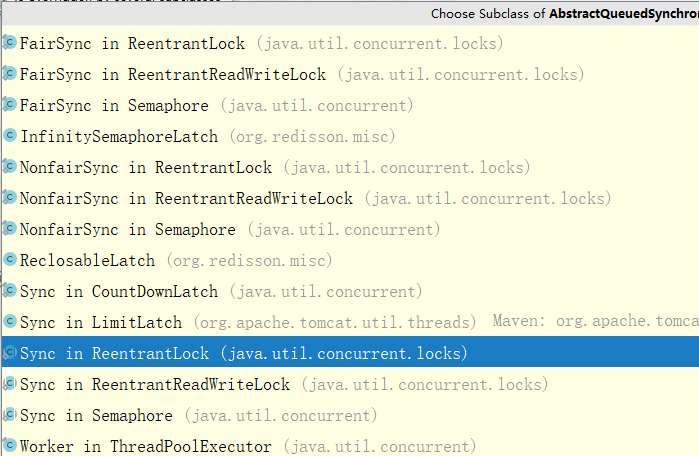 Choose Subclass of AbstractQueuedSynchron
FairSync in ReentrantLock (java.util.concurrent.locks)
FairSync in ReentrantReadWriteLock (java.util.concurrent.locks)
FairSync in Semaphore (java.util.concurrent)
InfinitySemaphoreLatch (org.redisson.misc)
NonfairSync in ReentrantLock (java.util.concurrent.locks)
NonfairSync in ReentrantReadWriteLock (java.util.concurrent.locks)
NonfairSync in Semaphore (java.util.concurrent)
ReclosableLatch (org.redisson.misc)
Sync in CountDownLatch (java.util.concurrent)
Sync in LimitLatch (org.apache.tomcat.util.threads) Maven: org.apache.tomca
Sync in ReentrantLock (java.util.concurrent.locks)
Sync in ReentrantReadWriteLock (java.util.concurrent.locks)
Sync in Semaphore (java.util.concurrent)
Worker in ThreadPoolExecutor (java.util.concurrent)